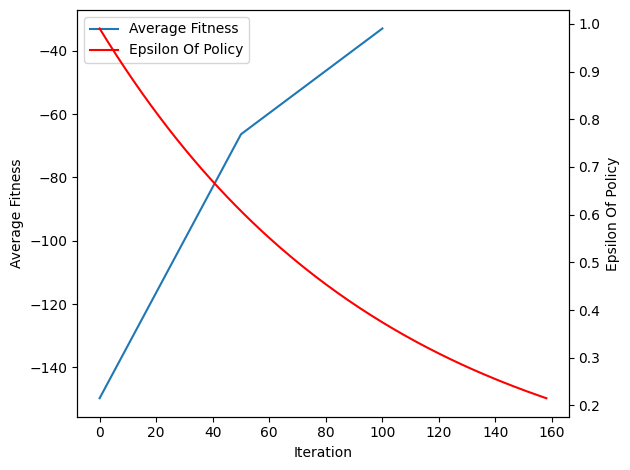 Average Fitness
Epsilon Of Policy
Average Fitness
−40
−60
−80
−100
−120
−140
1.0
0.9
0.8
0.7
0.6
0.5
0.4
0.3
0.2
Epsilon Of Policy
0 20 40 60 80 100 120 140 160
Iteration